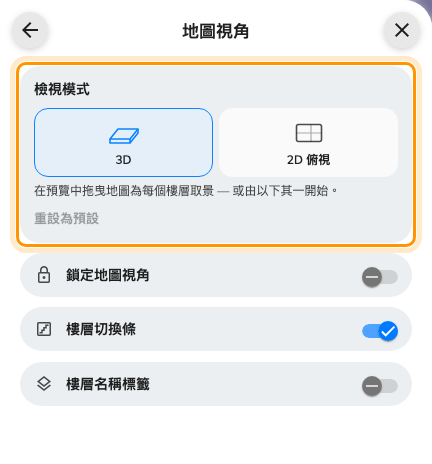 地圖視角
檢視模式
3D
2D 俯視
在預覽中拖曳地圖為每個樓層取景 — 或由以下其一開始。
重設為預設
鎖定地圖視角
樓層切換條
樓層名稱標籤